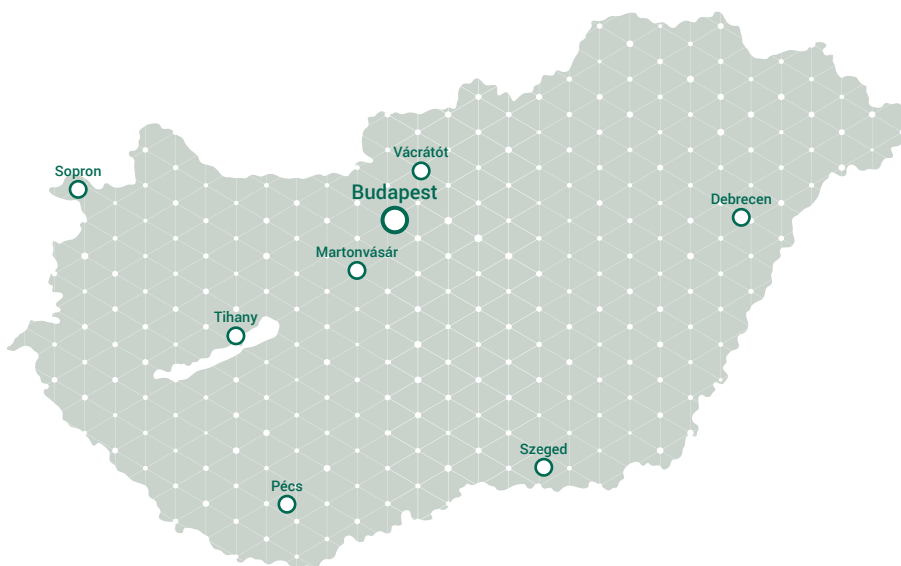 Vácrátót
Sopron
Budapest
Debrecen
Martonvásár
Tihany
Szeged
Pécs